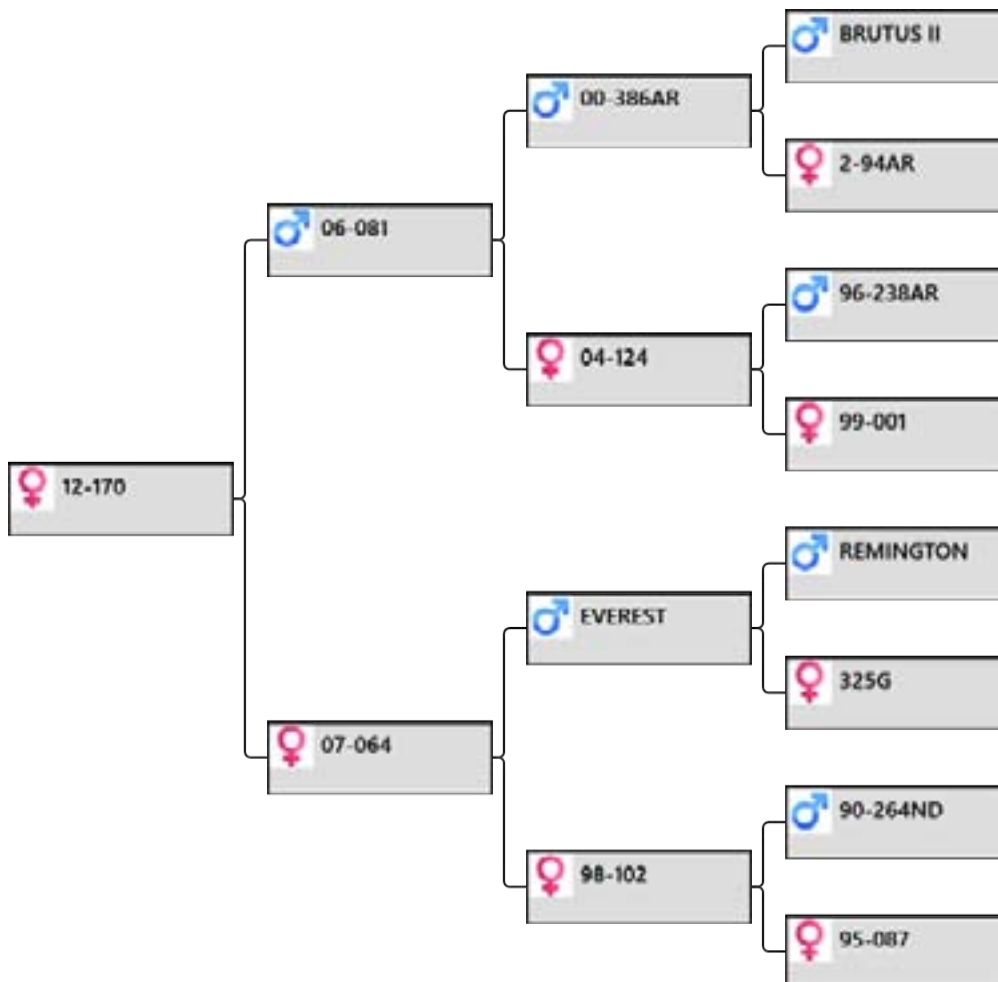 BRUTUS II
00-386AR
2-94AR
06-081
96-238AR
04-124
99-001
12-170
REMINGTON
EVEREST
325G
07-064
90-264ND
98-102
95-087